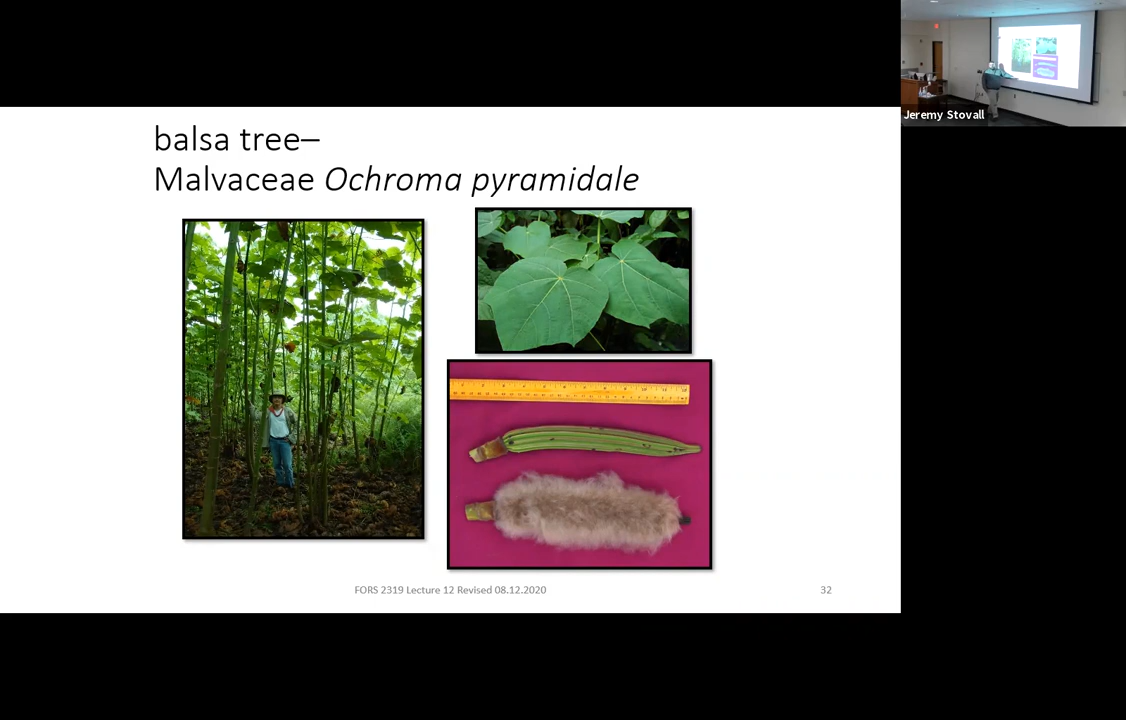 balsa tree–
Malvaceae Ochroma pyramidale
FORS 2319 Lecture 12 Revised 08.12.2020
32
Jeremy Stovall